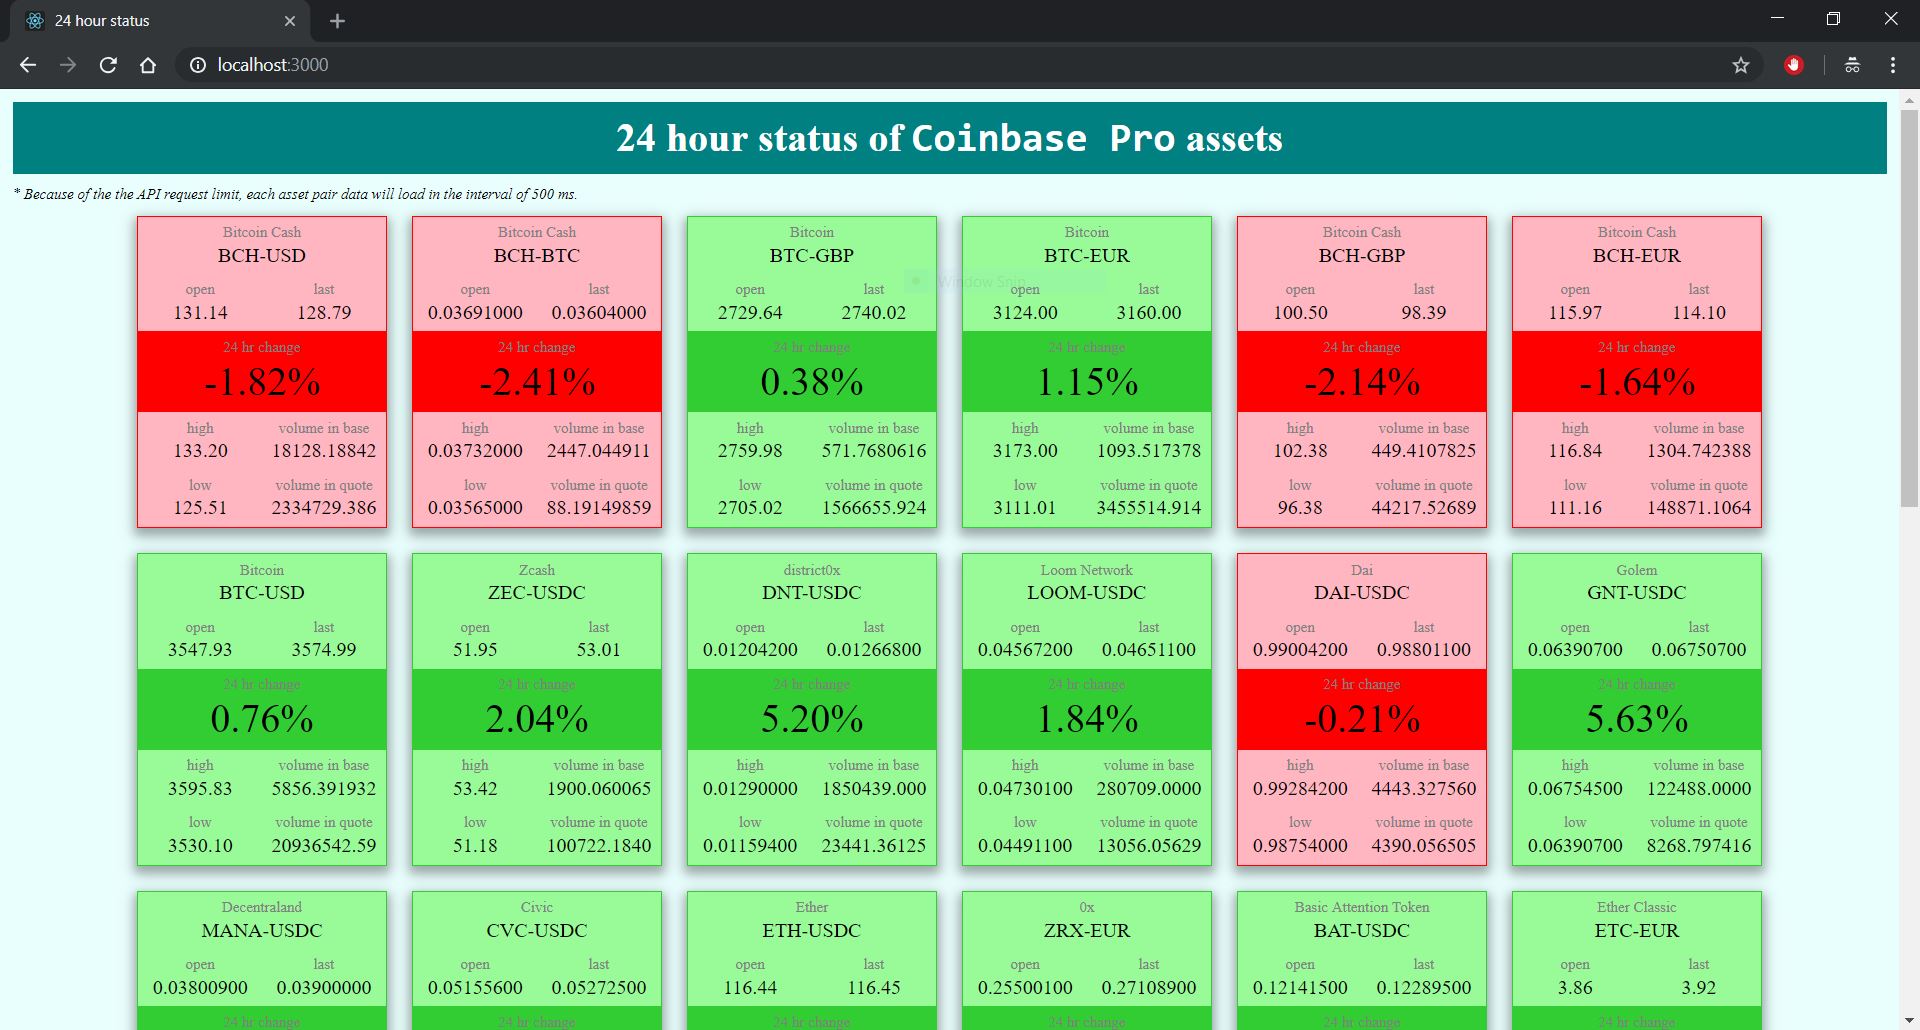 24 hour status
localhost:3000
24 hour status of Coinbase Pro assets
* Because of the the API request limit, each asset pair data will load in the interval of 500 ms.
Bitcoin Cash Bitcoin Cash Bitcoin Bitcoin Bitcoin Cash Bitcoin Cash
BCH-USD BCH-BTC BTC-GBP BTC-EUR BCH-GBP BCH-EUR
Window Snip
open last open last open last open last open last open last
131.14 128.79 0.03691000 0.03604000 2729.64 2740.02 3124.00 3160.00 100.50 98.39 115.97 114.10
24 hr change 24 hr change 24 hr change 24 hr change 24 hr change 24 hr change
-1.82% -2.41% 0.38% 1.15% -2.14% -1.64%
high volume in base high volume in base high volume in base high volume in base high volume in base high volume in base
133.20 18128.18842 0.03732000 2447.044911 2759.98 571.7680616 3173.00 1093.517378 102.38 449.4107825 116.84 1304.742388
low volume in quote low volume in quote low volume in quote low volume in quote low volume in quote low volume in quote
125.51 2334729.386 0.03565000 88.19149859 2705.02 1566655.924 3111.01 3455514.914 96.38 44217.52689 111.16 148871.1064
Bitcoin Zcash district0x Loom Network Dai Golem
BTC-USD ZEC-USDC DNT-USDC LOOM-USDC DAI-USDC GNT-USDC
open last open last open last open last open last open last
3547.93 3574.99 51.95 53.01 0.01204200 0.01266800 0.04567200 0.04651100 0.99004200 0.98801100 0.06390700 0.06750700
24 hr change 24 hr change 24 hr change 24 hr change 24 hr change 24 hr change
0.76% 2.04% 5.20% 1.84% -0.21% 5.63%
high volume in base high volume in base high volume in base high volume in base high volume in base high volume in base
3595.83 5856.391932 53.42 1900.060065 0.01290000 1850439.000 0.04730100 280709.0000 0.99284200 4443.327560 0.06754500 122488.0000
low volume in quote low volume in quote low volume in quote low volume in quote low volume in quote low volume in quote
3530.10 20936542.59 51.18 100722.1840 0.01159400 23441.36125 0.04491100 13056.05629 0.98754000 4390.056505 0.06390700 8268.797416
Decentraland Civic Ether 0x Basic Attention Token Ether Classic
MANA-USDC CVC-USDC ETH-USDC ZRX-EUR BAT-USDC ETC-EUR
open last open last open last open last open last open last
0.03800900 0.03900000 0.05155600 0.05272500 116.44 116.45 0.25500100 0.27108900 0.12141500 0.12289500 3.86 3.92
24 hr change 24 hr change 24 hr change 24 hr change 24 hr change 24 hr change